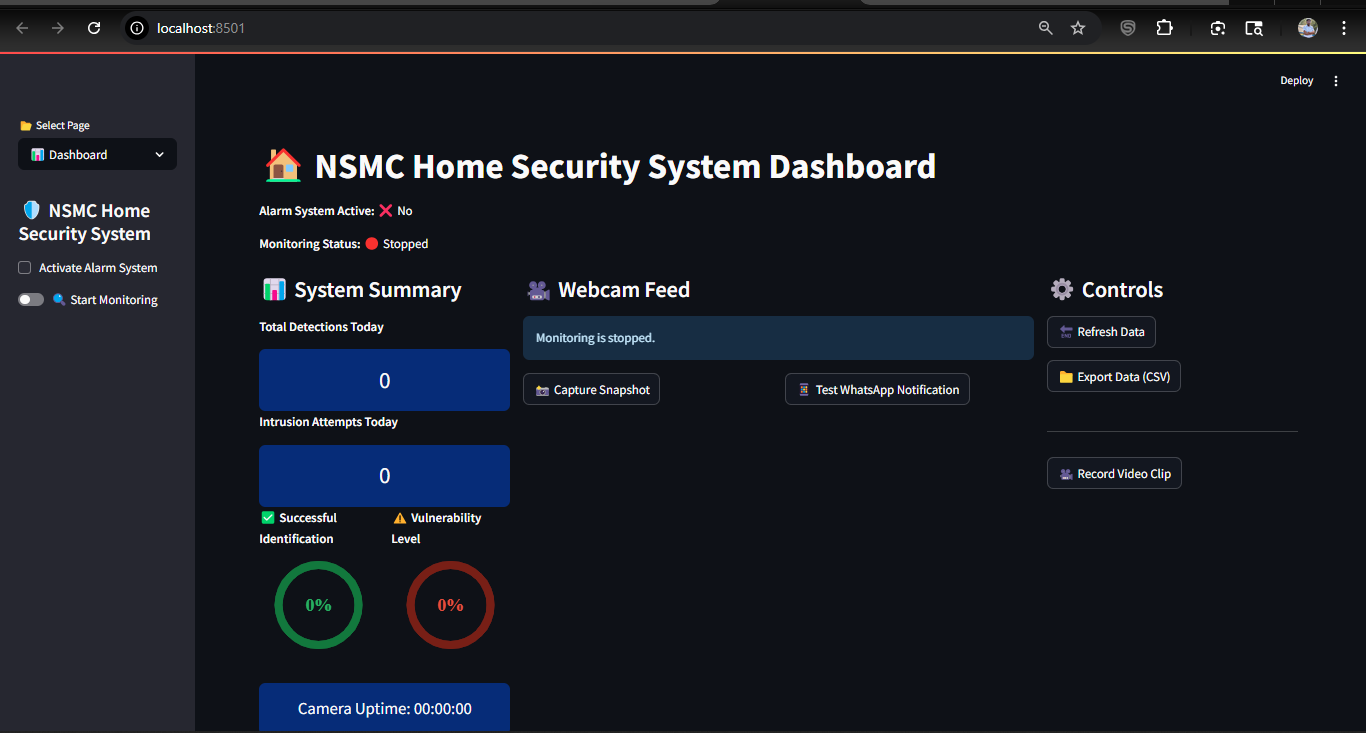 localhost:8501
Deploy
Select Page
Dashboard
NSMC Home
Security System
Activate Alarm System
Start Monitoring
NSMC Home Security System Dashboard
Alarm System Active: ❌ No
Monitoring Status: 🔴 Stopped
System Summary
Total Detections Today
0
Intrusion Attempts Today
0
✅ Successful
Identification
⚠️ Vulnerability
Level
0%
0%
Camera Uptime: 00:00:00
Webcam Feed
Monitoring is stopped.
Capture Snapshot
Test WhatsApp Notification
Controls
🔚 Refresh Data
Export Data (CSV)
Record Video Clip